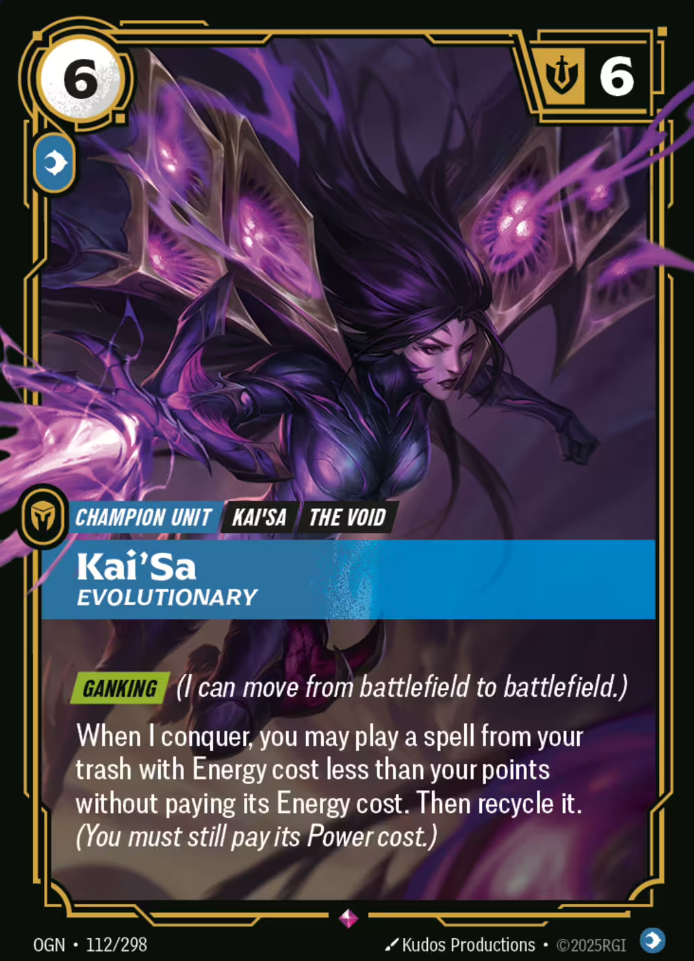 6
6
CHAMPION UNIT KAI'SA THE VOID
Kai'Sa
EVOLUTIONARY
GANKING (I can move from battlefield to battlefield.)
When I conquer, you may play a spell from your
trash with Energy cost less than your points
without paying its Energy cost. Then recycle it.
(You must still pay its Power cost.)
OGN • 112/298 Kudos Productions • ©2025RGI